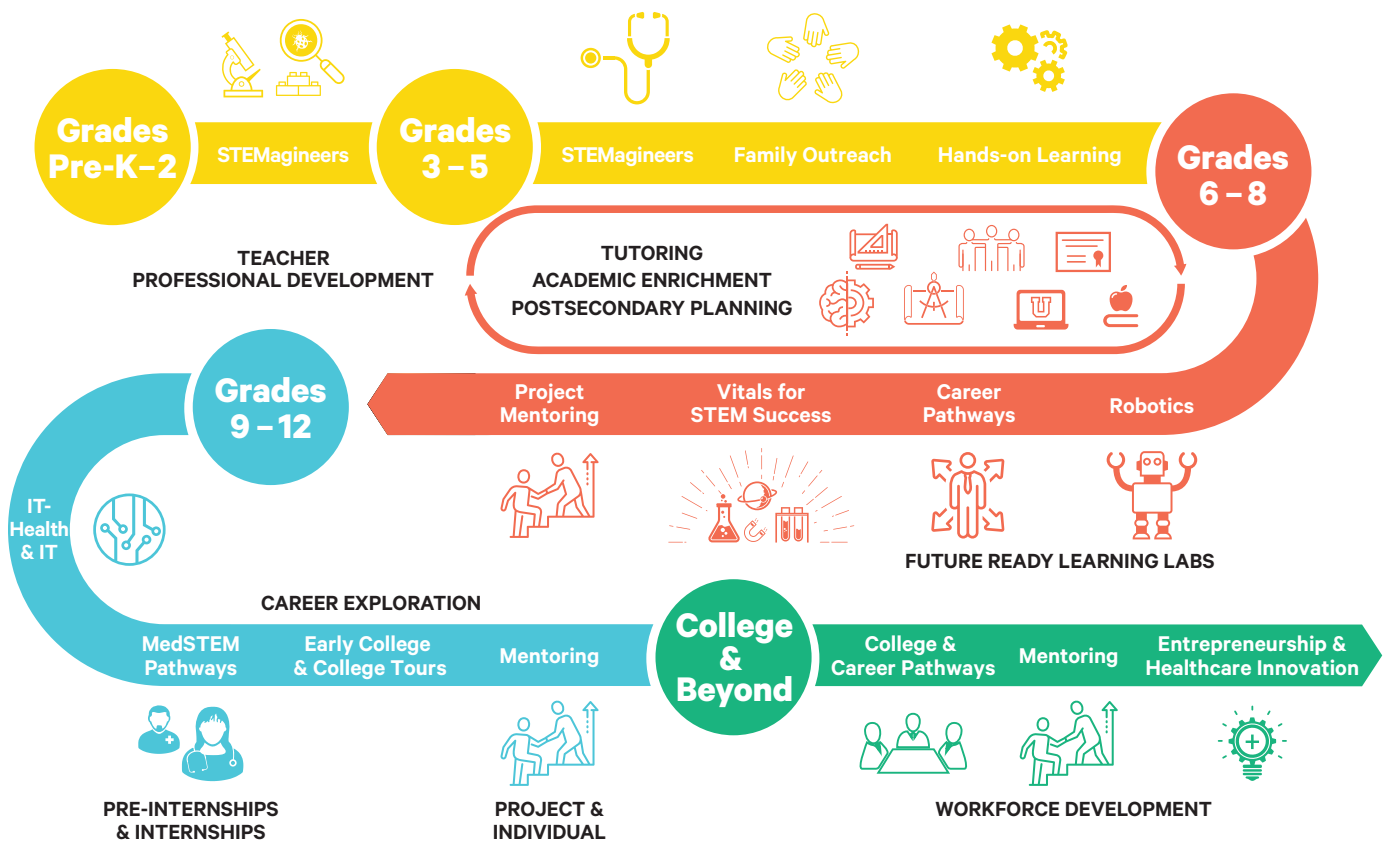 Grades
Pre-K–2
STEMagineers
Grades
3 – 5
STEMagineers
Family Outreach
Hands-on Learning
Grades
6 – 8
TEACHER
PROFESSIONAL DEVELOPMENT
TUTORING
ACADEMIC ENRICHMENT
POSTSECONDARY PLANNING
U
Robotics
Career
Pathways
Vitals for
STEM Success
Project
Mentoring
FUTURE READY LEARNING LABS
Grades
9 – 12
IT-
Health
& IT
CAREER EXPLORATION
MedSTEM
Pathways
Early College
& College Tours
Mentoring
PRE-INTERNSHIPS
& INTERNSHIPS
PROJECT &
INDIVIDUAL
College
&
Beyond
College &
Career Pathways
Mentoring
Entrepreneurship &
Healthcare Innovation
WORKFORCE DEVELOPMENT